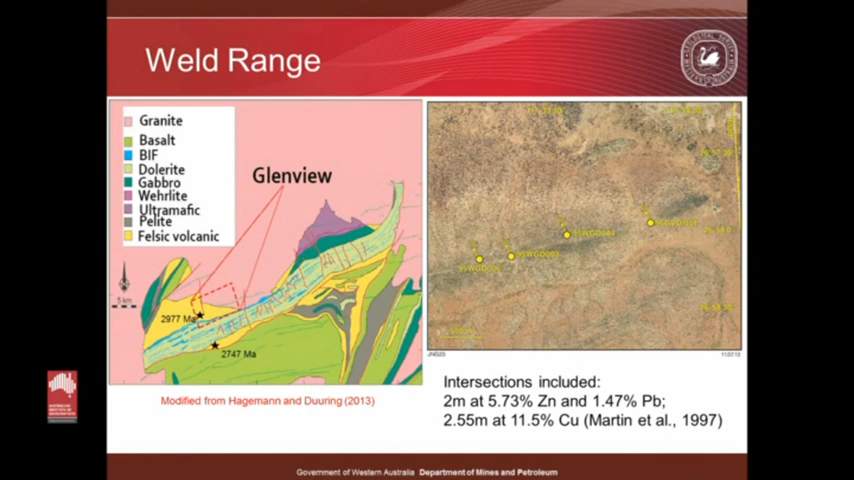 Weld Range
Granite
Basalt
BIF
Dolerite
Gabbro
Wehrlite
Ultramafic
Pelite
Felsic volcanic
Glenview
5 km
2977 Ma
2747 Ma
Modified from Hagemann and Duuring (2013)
Intersections included:
2m at 5.73% Zn and 1.47% Pb;
2.55m at 11.5% Cu (Martin et al., 1997)
Government of Western Australia Department of Mines and Petroleum